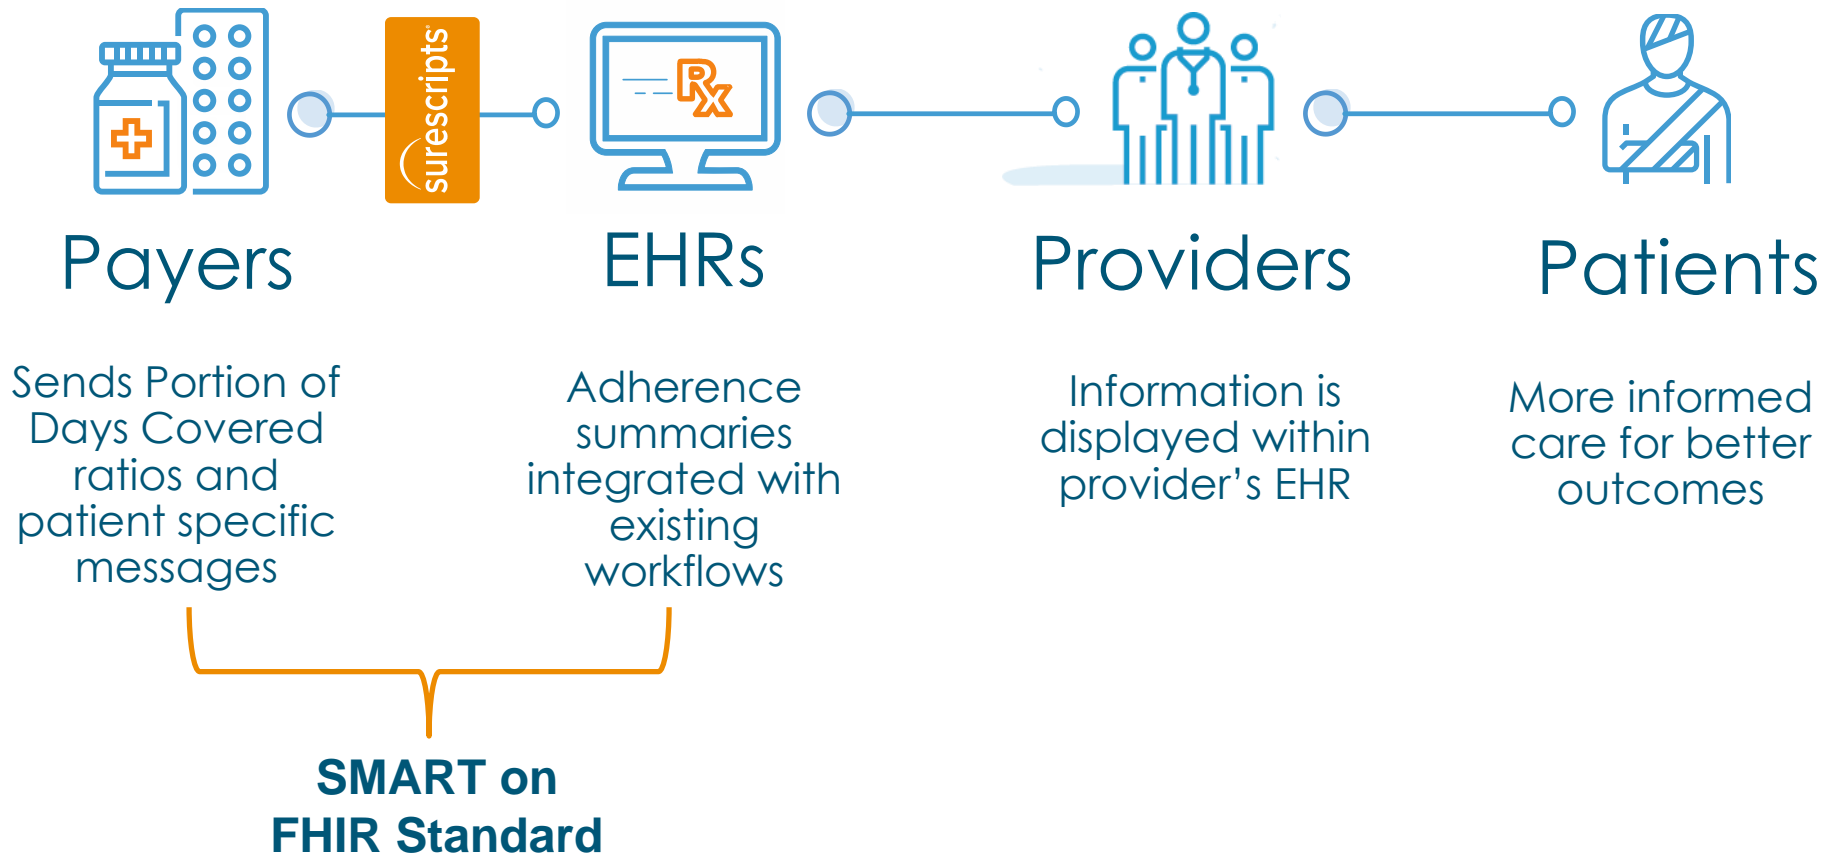 surescripts
Rx
Payers
EHRs
Providers
Patients
Sends Portion of
Days Covered
ratios and
patient specific
messages
Adherence
summaries
integrated with
existing
workflows
Information is
displayed within
provider’s EHR
More informed
care for better
outcomes
SMART on
FHIR Standard